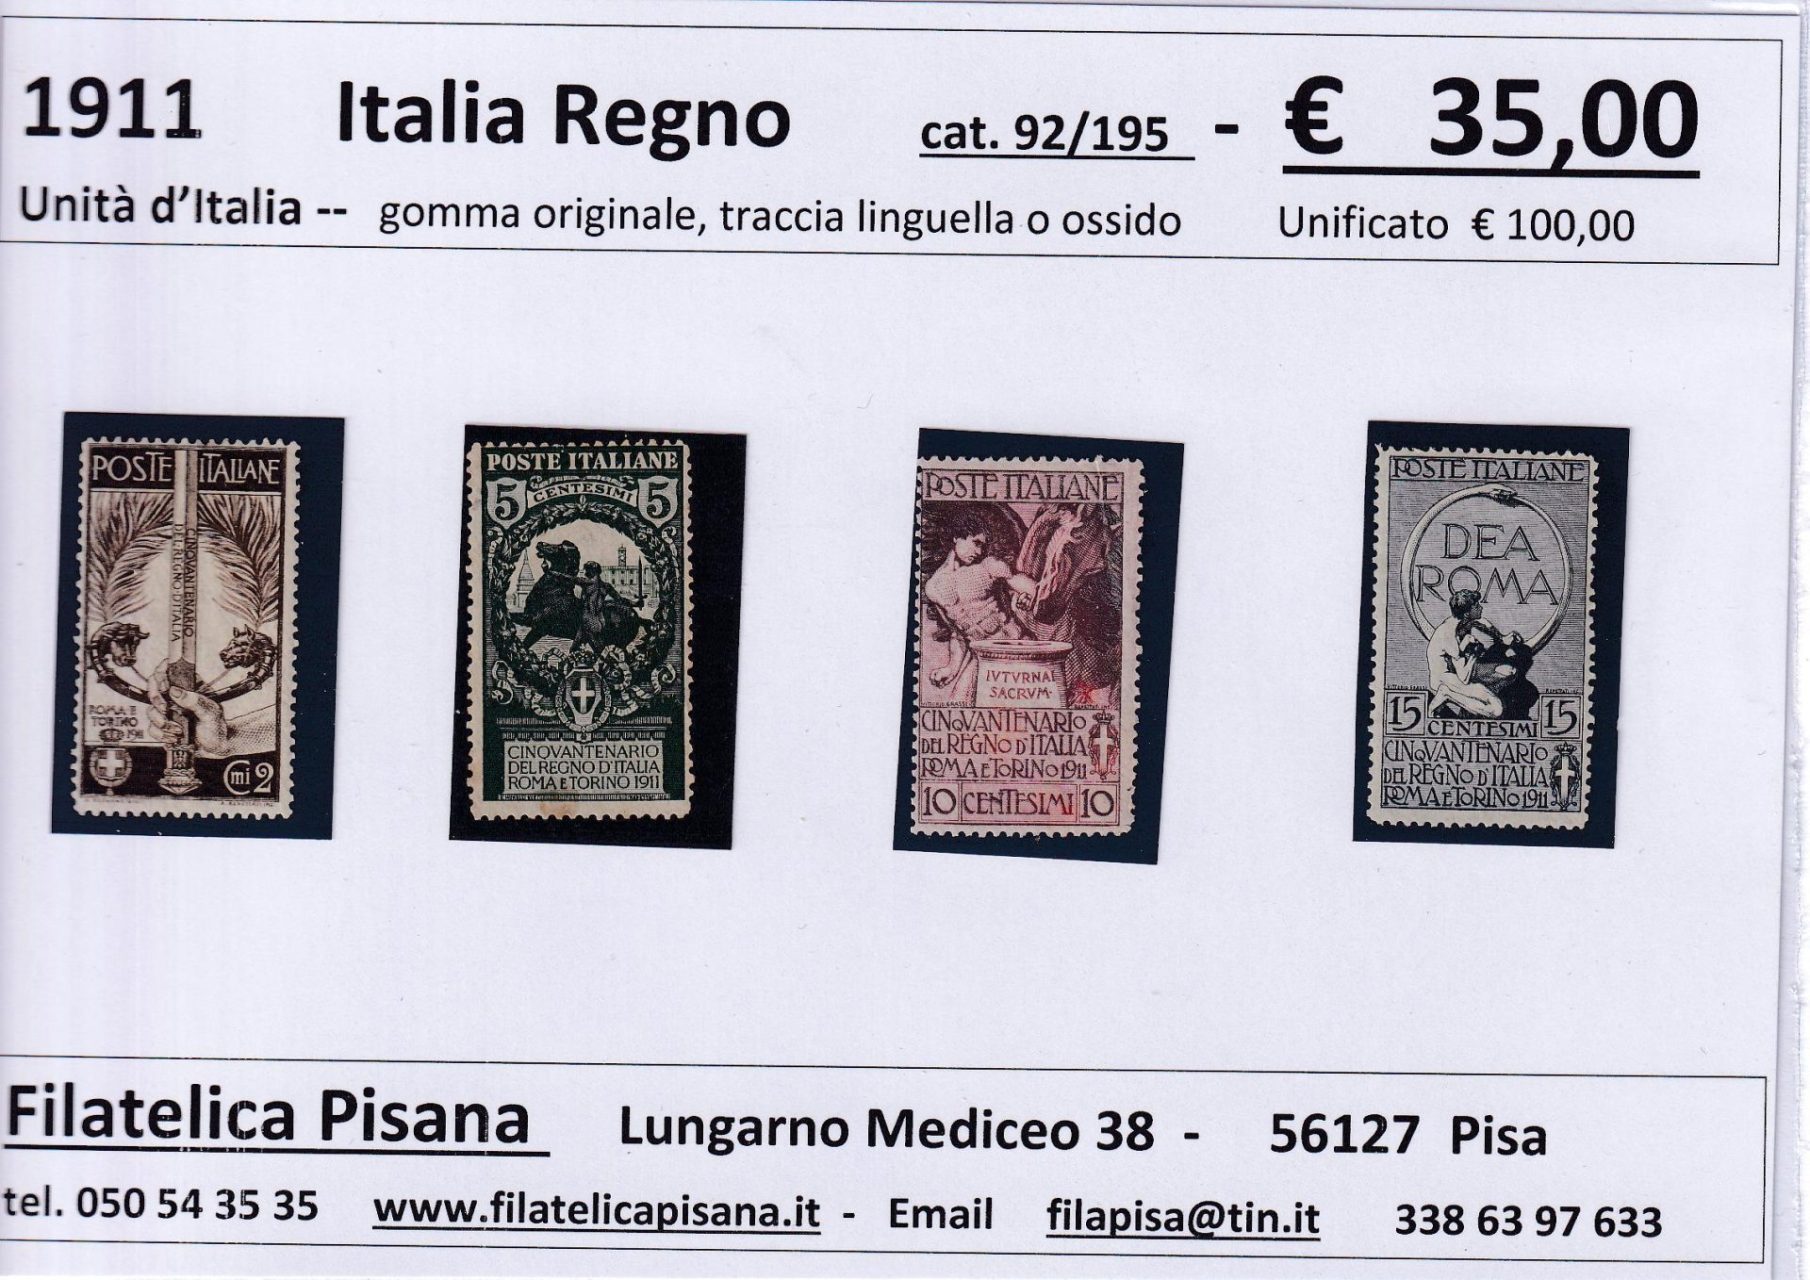 1911 Italia Regno cat. 92/195 - € 35,00
Unità d'Italia -- gomma originale, traccia linguella o ossido Unificato € 100,00
POSTE ITALIANE
CINQVANTENARIO
DEL REGNO D'ITALIA
ROMA E
TORINO
1911
Cmi 2
POSTE ITALIANE
5 CENTESIMI 5
CINQVANTENARIO
DEL REGNO D'ITALIA
ROMA E TORINO 1911
POSTE ITALIANE
IVTVRNAI
SACRVM
CINQVANTENARIO
DEL REGNO D'ITALIA
ROMA E TORINO 1911
10 CENTESIMI 10
POSTE ITALIANE
DEA
ROMA
15 CENTESIMI 15
CINQVANTENARIO
DEL REGNO D'ITALIA
ROMA E TORINO 1911
Filatelica Pisana Lungarno Mediceo 38 - 56127 Pisa
tel. 050 54 35 35 www.filatelicapisana.it - Email filapisa@tin.it 338 63 97 633